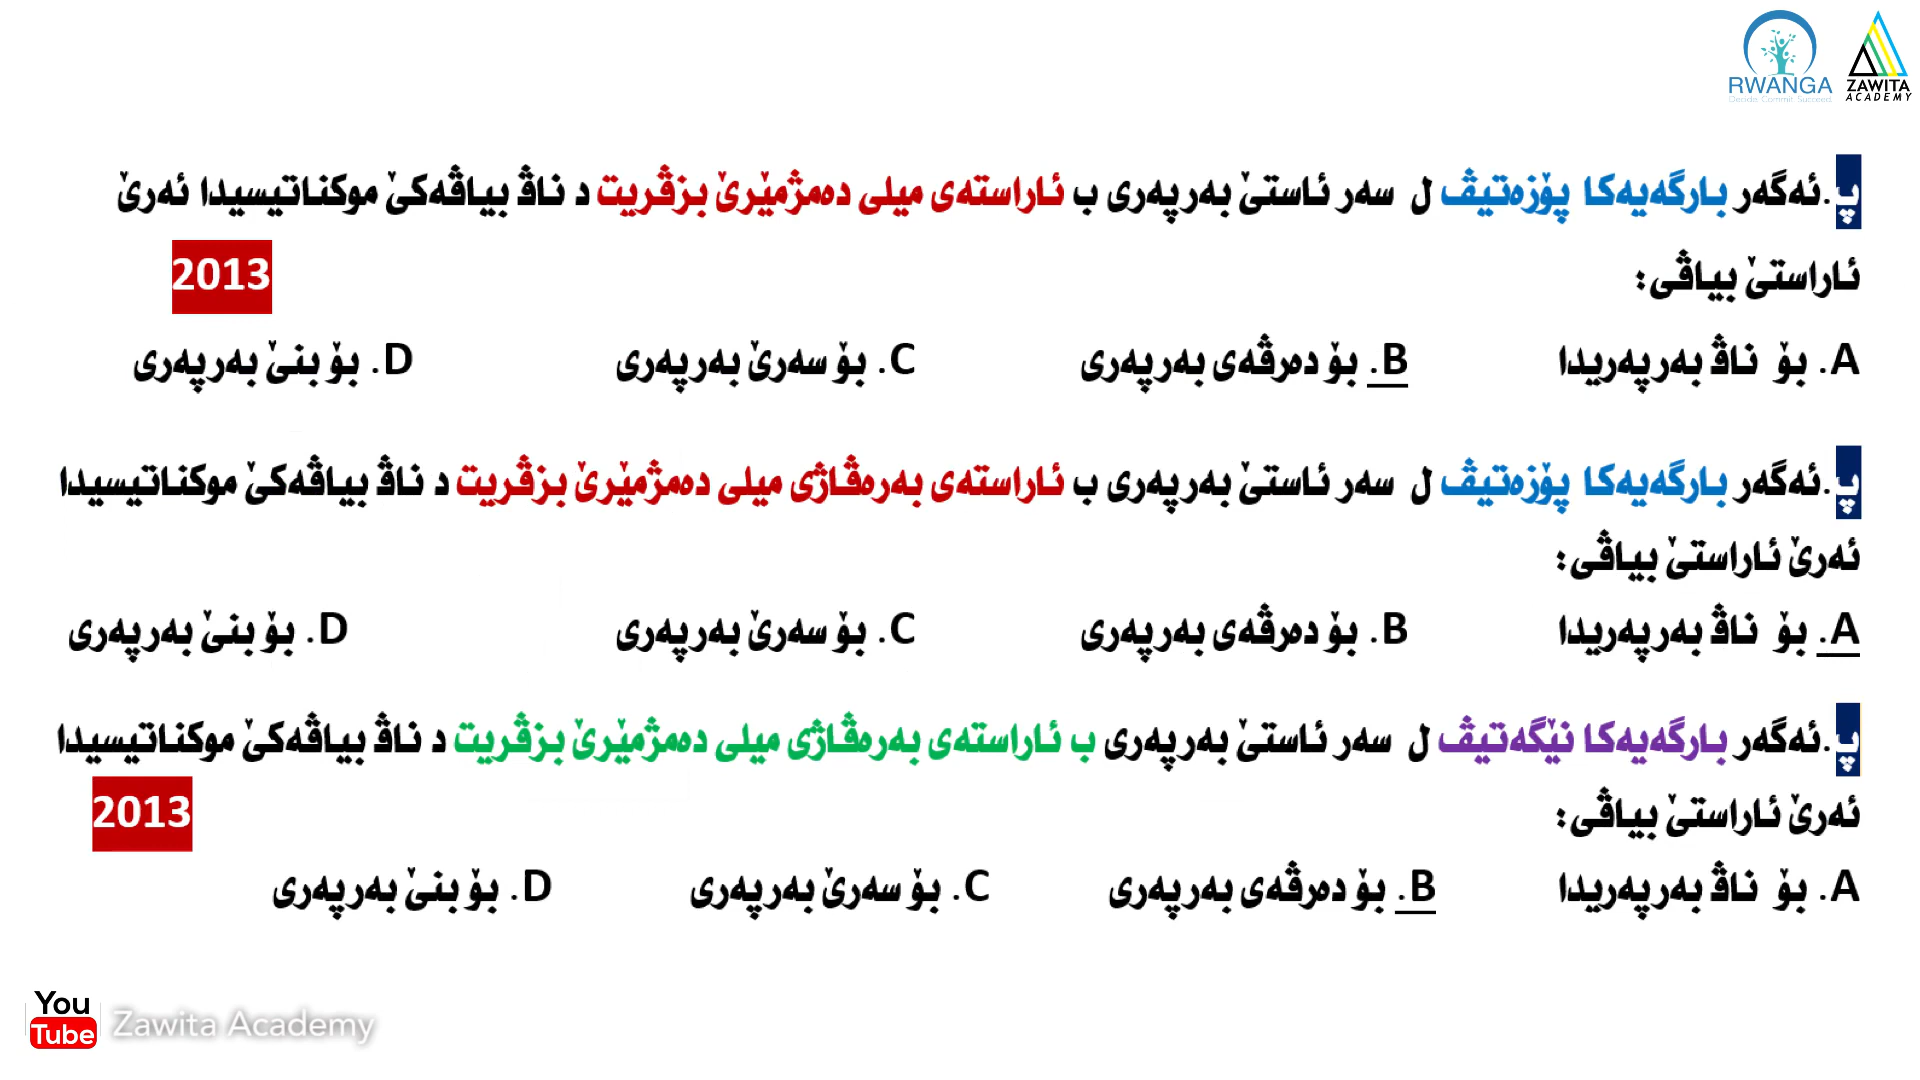 RWANGA
Decide. Commit. Succeed.
ZAWITA
ACADEMY
پ.ئەگەر بارگەیەکا پۆزەتیڤ ل سەر ئاستێ بەرپەری ب ئاراستەی میلی دەمژمێرێ بزڤریت د ناڤ بیاڤەکێ موکناتیسیدا ئەرێ
ئاراستێ بیاڤی:
2013
A. بۆ ناڤ بەرپەریدا B. بۆ دەرڤەی بەرپەری C. بۆ سەرێ بەرپەری D. بۆ بنێ بەرپەری
پ.ئەگەر بارگەیەکا پۆزەتیڤ ل سەر ئاستێ بەرپەری ب ئاراستەی بەرەڤاژی میلی دەمژمێرێ بزڤریت د ناڤ بیاڤەکێ موکناتیسیدا
ئەرێ ئاراستێ بیاڤی:
A. بۆ ناڤ بەرپەریدا B. بۆ دەرڤەی بەرپەری C. بۆ سەرێ بەرپەری D. بۆ بنێ بەرپەری
پ.ئەگەر بارگەیەکا نێگەتیڤ ل سەر ئاستێ بەرپەری ب ئاراستەی بەرەڤاژی میلی دەمژمێرێ بزڤریت د ناڤ بیاڤەکێ موکناتیسیدا
ئەرێ ئاراستێ بیاڤی:
2013
A. بۆ ناڤ بەرپەریدا B. بۆ دەرڤەی بەرپەری C. بۆ سەرێ بەرپەری D. بۆ بنێ بەرپەری
You
Tube
Zawita Academy